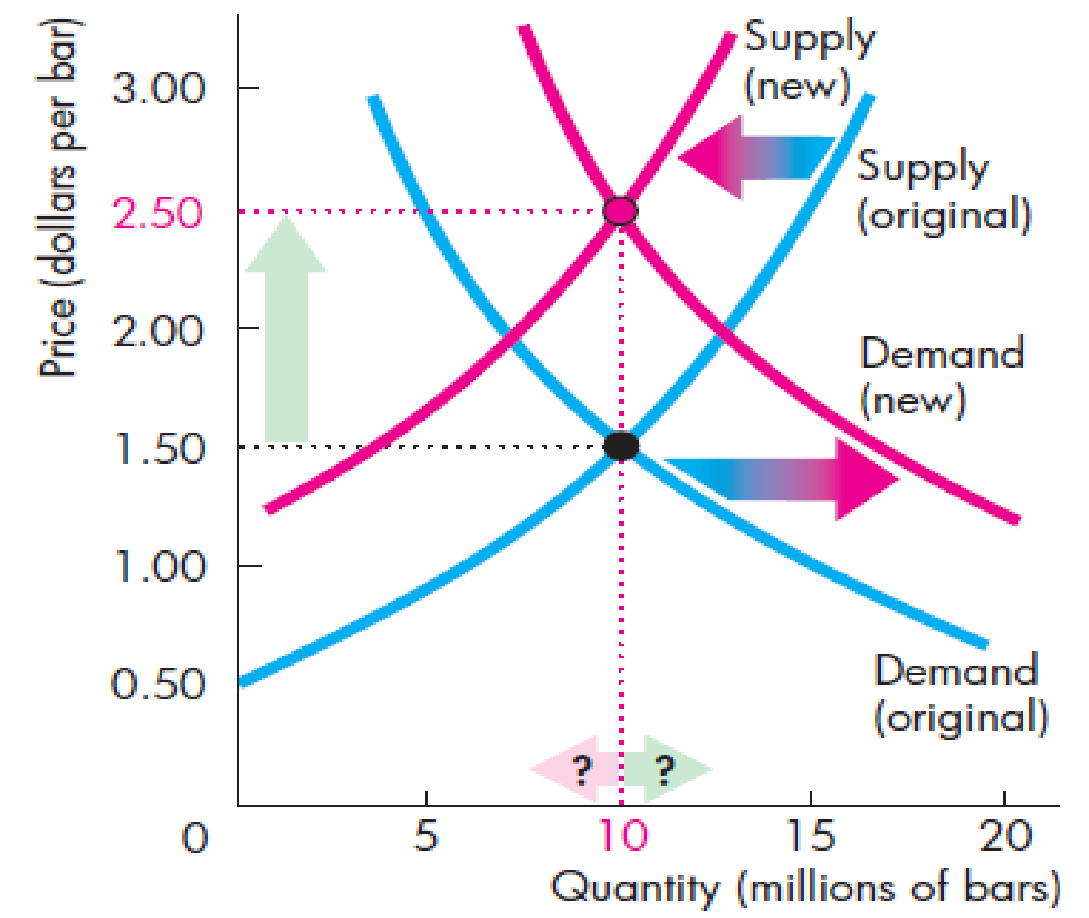 Price (dollars per bar)
3.00
2.50
2.00
1.50
1.00
0.50
0
Supply
(new)
Supply
(original)
Demand
(new)
Demand
(original)
? ?
5 10 15 20
Quantity (millions of bars)